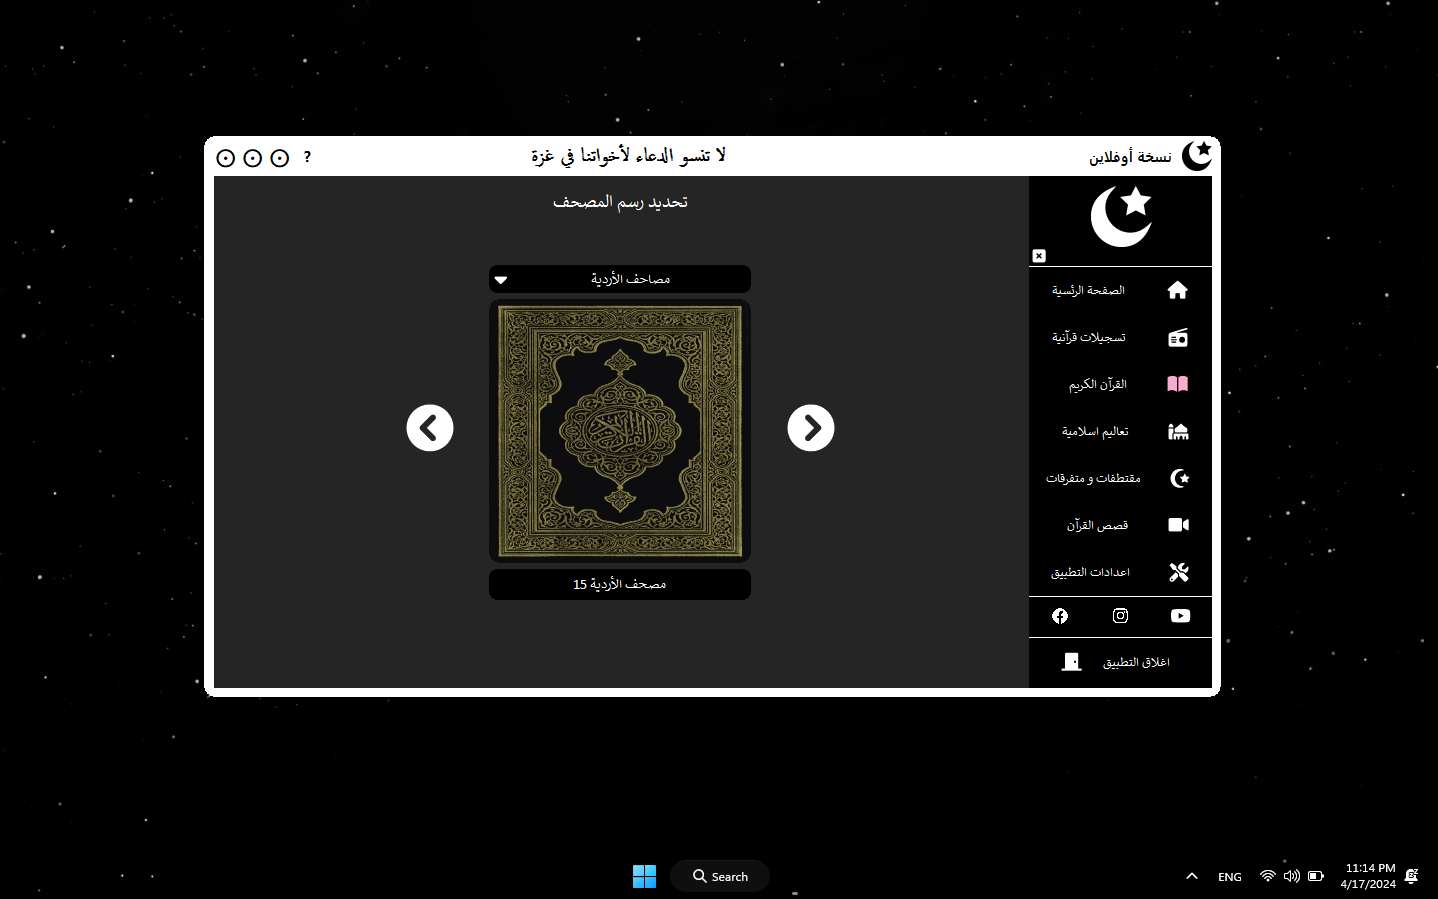 نسخة أوفلاين
لا تنسو الدعاء لأخواتنا في غزة
?
تحديد رسم المصحف
مصاحف الأردية
القرآن الكريم
مصحف الأردية 15
الصفحة الرئسية
تسجيلات قرآنية
القرآن الكريم
تعاليم اسلامية
مقتطفات و متفرقات
قصص القرآن
اعدادات التطبيق
اغلاق التطبيق
Search
ENG
11:14 PM
4/17/2024